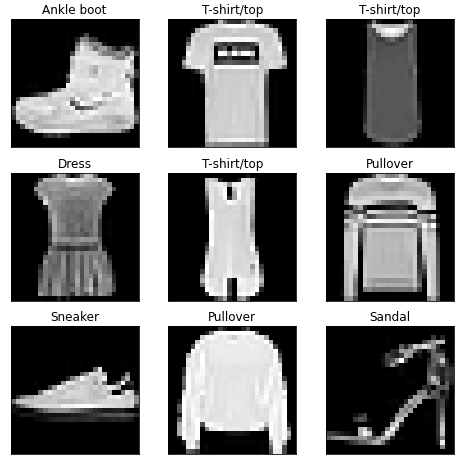 Ankle boot
T-shirt/top
T-shirt/top
Dress
T-shirt/top
Pullover
Sneaker
Pullover
Sandal